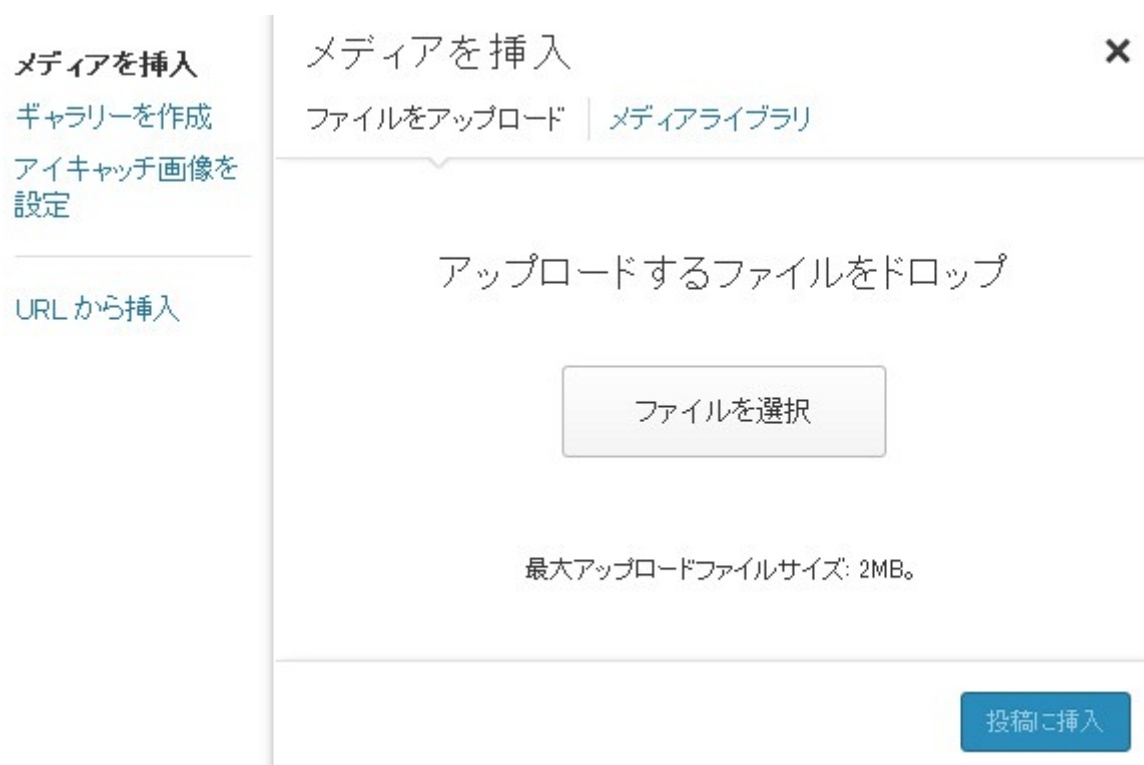 メディアを挿入
ギャラリーを作成
アイキャッチ画像を
設定
URL から挿入
メディアを挿入
ファイルをアップロード
メディアライブラリ
アップロードするファイルをドロップ
ファイルを選択
最大アップロードファイルサイズ: 2MB。
投稿に挿入